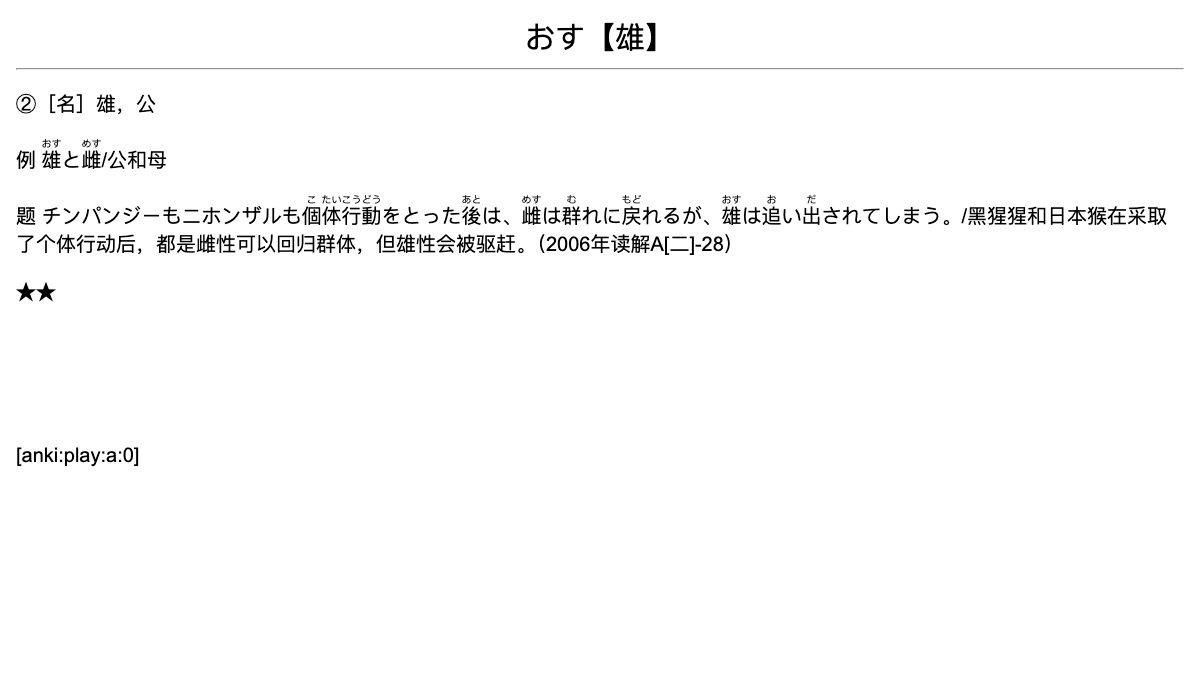 おす【雄】
②［名］雄，公
おす めす
例 雄と雌/公和母
こ たいこうどう あと めす む もど おす お だ
题 チンパンジーもニホンザルも個体行動をとった後は、雌は群れに戻れるが、雄は追い出されてしまう。/黑猩猩和日本猴在采取
了个体行动后，都是雌性可以回归群体，但雄性会被驱赶。（2006年读解A[二]-28）
★★
[anki:play:a:0]